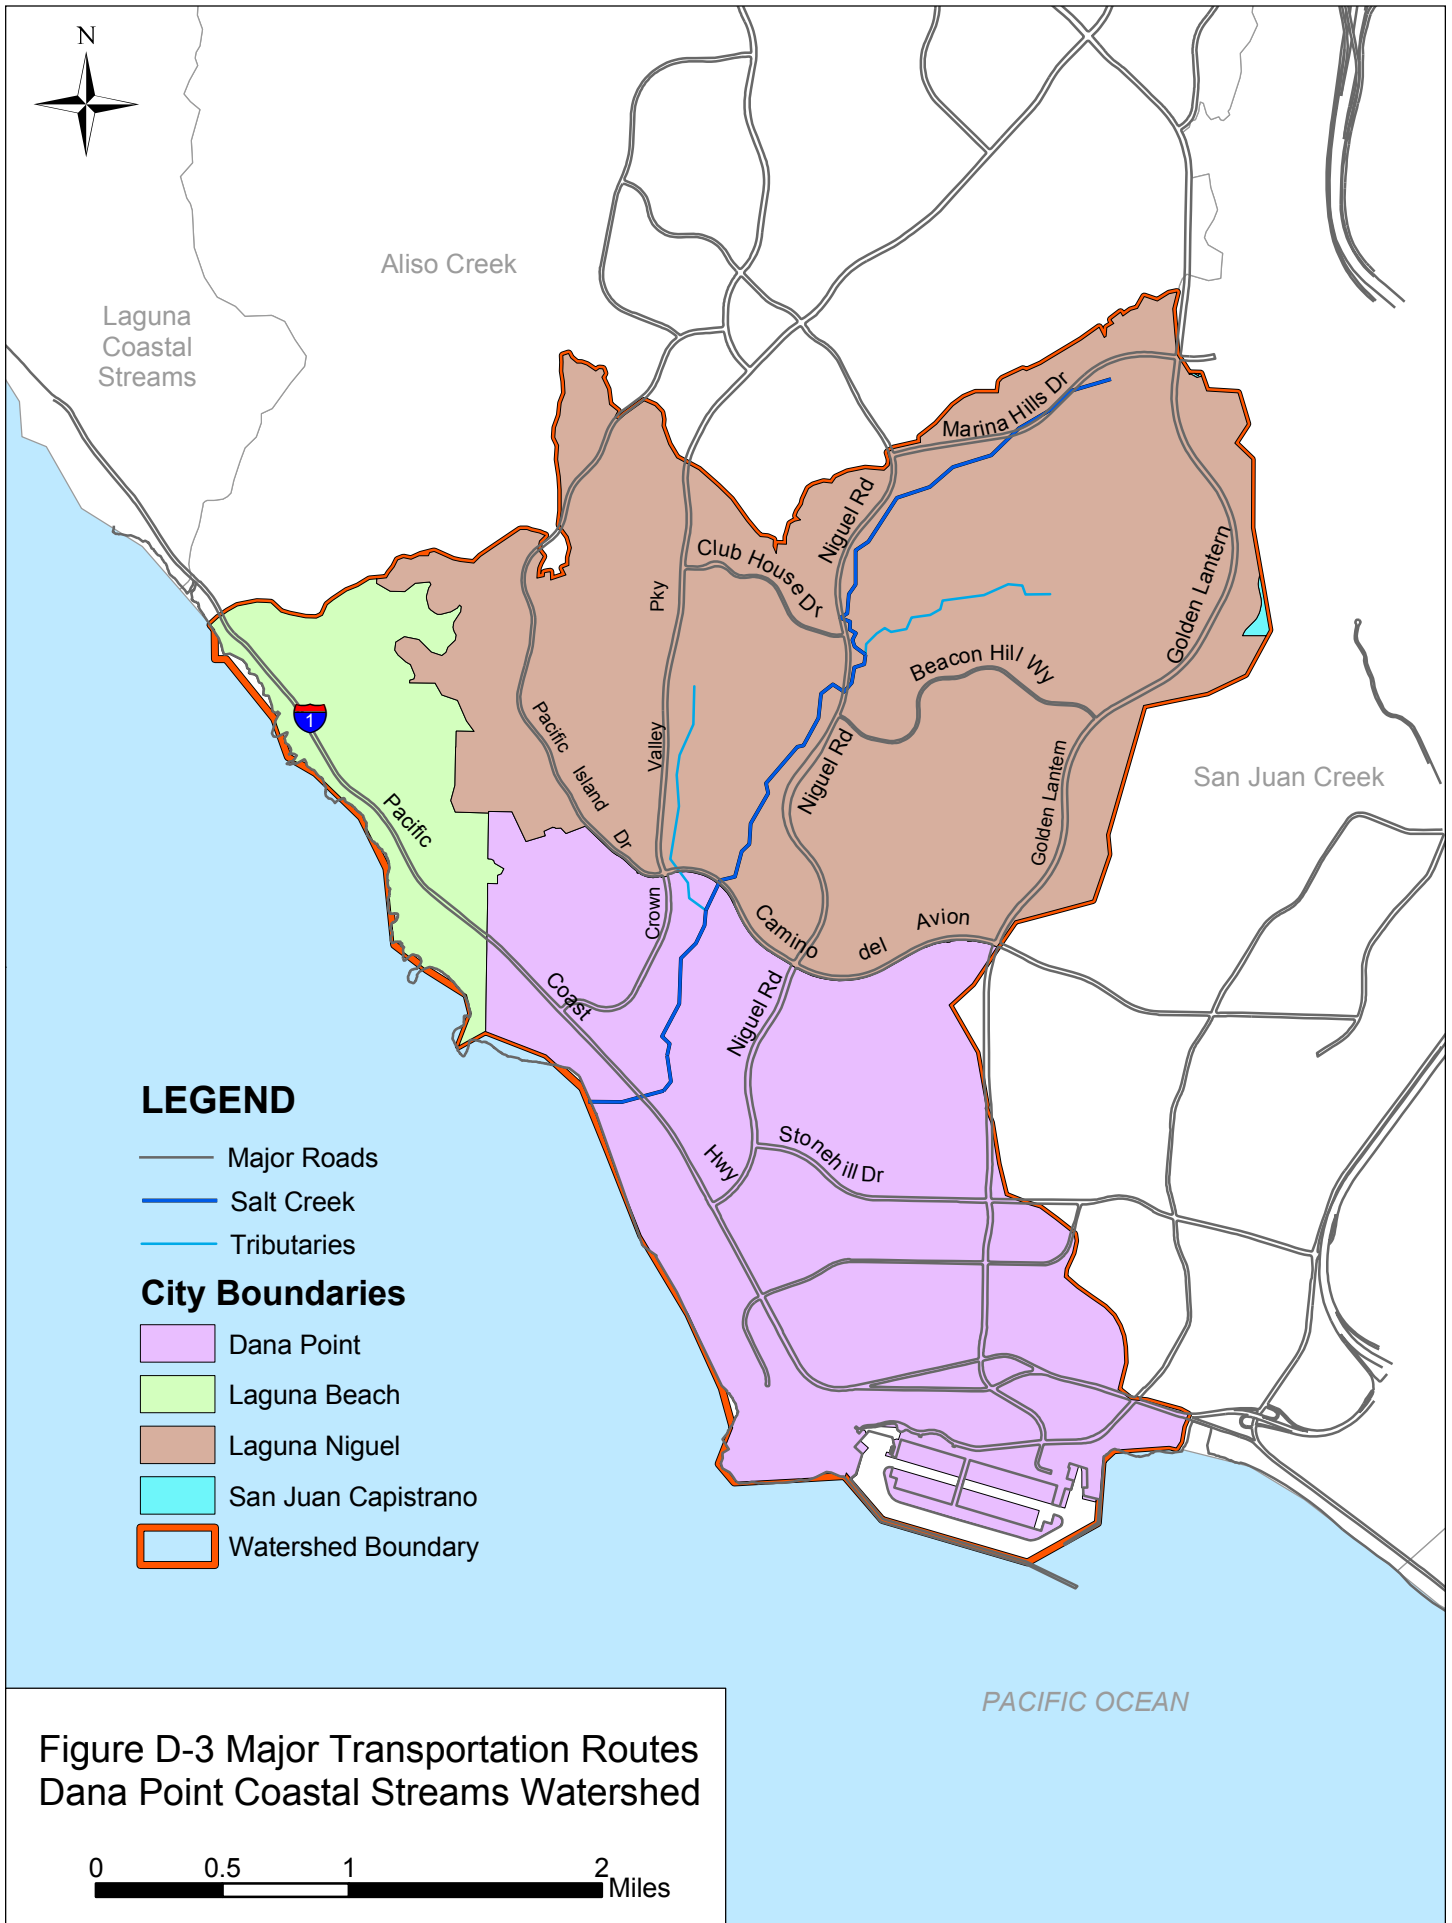 N
Aliso Creek
Laguna
Coastal
Streams
Marina Hills Dr
Niguel Rd
Club House Dr
Pky
Golden Lantern
Beacon Hill Wy
1
Pacific
Island
Dr
Valley
Niguel Rd
San Juan Creek
Golden Lantern
Pacific
Crown
Camino
del
Avion
Coast
Niguel Rd
Stonehill Dr
Hwy
LEGEND
Major Roads
Salt Creek
Tributaries
City Boundaries
Dana Point
Laguna Beach
Laguna Niguel
San Juan Capistrano
Watershed Boundary
PACIFIC OCEAN
Figure D-3 Major Transportation Routes
Dana Point Coastal Streams Watershed
0 0.5 1 2
Miles